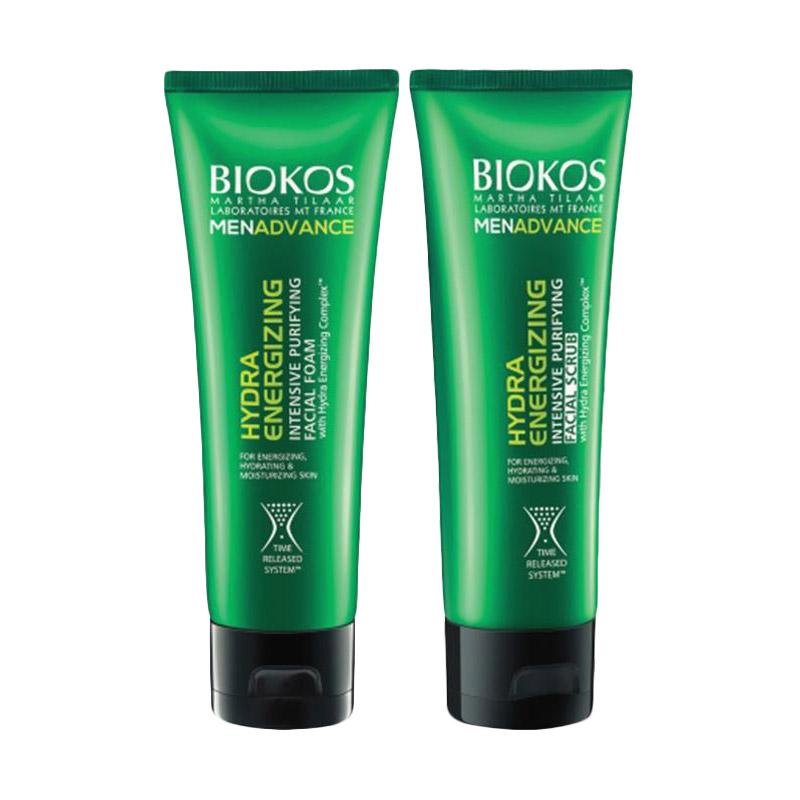 BIOKOS
MARTHA TILAAR
LABORATOIRES MT FRANCE
MENADVANCE
HYDRA
ENERGIZING
INTENSIVE PURIFYING
FACIAL FOAM
with Hydra Energizing Complex™
FOR ENERGIZING,
HYDRATING &
MOISTURIZING SKIN
TIME
RELEASED
SYSTEM™
BIOKOS
MARTHA TILAAR
LABORATOIRES MT FRANCE
MENADVANCE
HYDRA
ENERGIZING
INTENSIVE PURIFYING
FACIAL SCRUB
with Hydra Energizing Complex™
FOR ENERGIZING,
HYDRATING &
MOISTURIZING SKIN
TIME
RELEASED
SYSTEM™